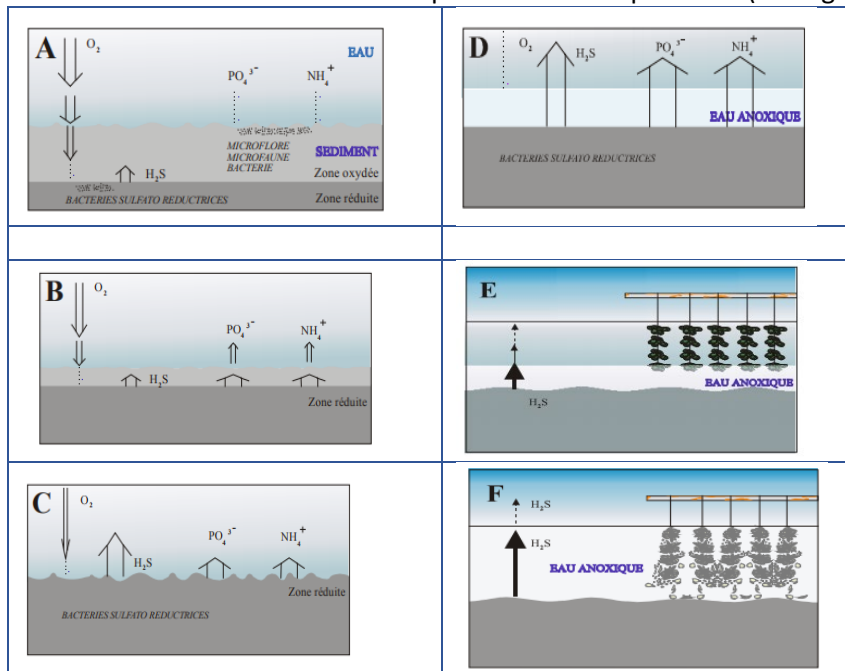 A
O₂
EAU
PO₄³⁻
NH₄⁺
MICROFLORE
MICROFAUNE
BACTERIE
SEDIMENT
Zone oxydée
H₂S
BACTERIES SULFATO REDUCTRICES
Zone réduite
D
O₂
H₂S
PO₄³⁻
NH₄⁺
EAU ANOXIQUE
BACTERIES SULFATO REDUCTRICES
B
O₂
PO₄³⁻
NH₄⁺
H₂S
Zone réduite
E
EAU ANOXIQUE
H₂S
C
O₂
H₂S
PO₄³⁻
NH₄⁺
Zone réduite
BACTERIES SULFATO REDUCTRICES
F
H₂S
H₂S
EAU ANOXIQUE